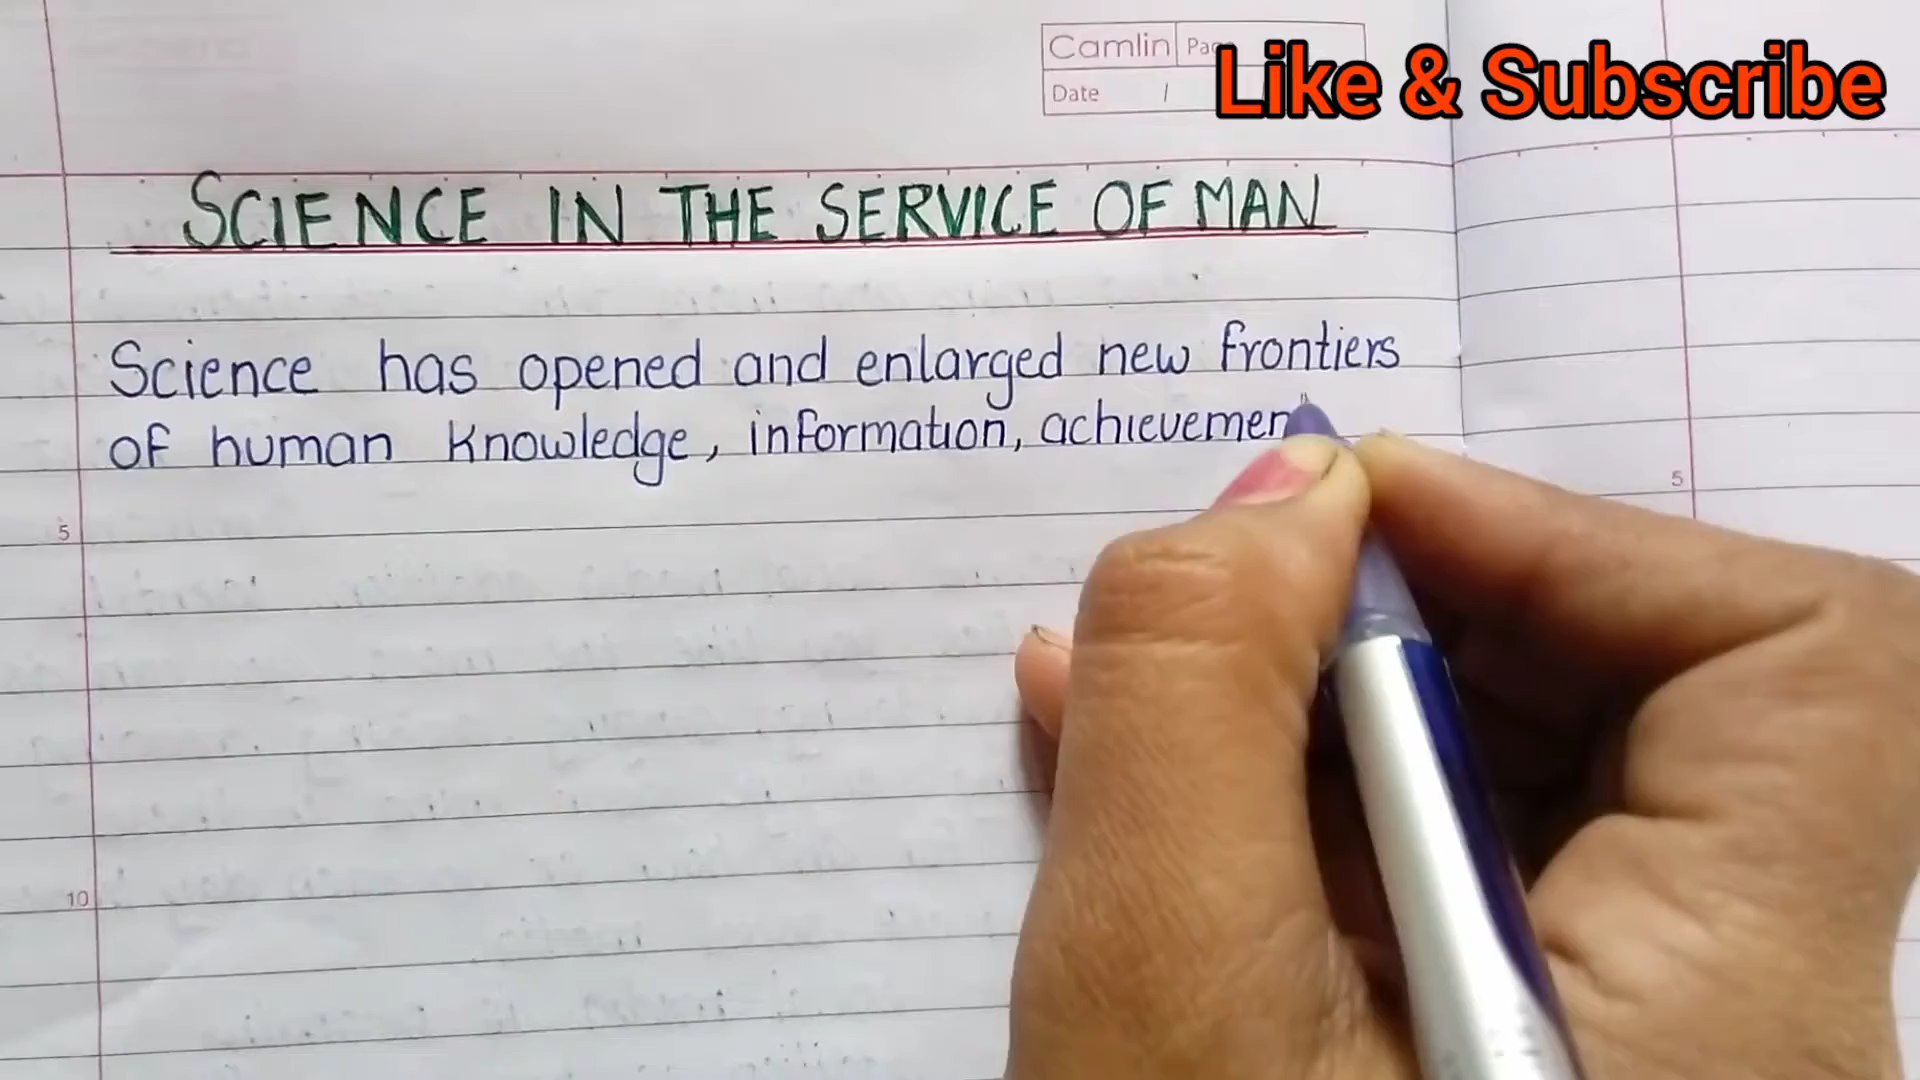 Camlin
Date /
Like & Subscribe
SCIENCE IN THE SERVICE OF MAN
Science has opened and enlarged new frontiers
of human knowledge, information, achievemen
5
5
10